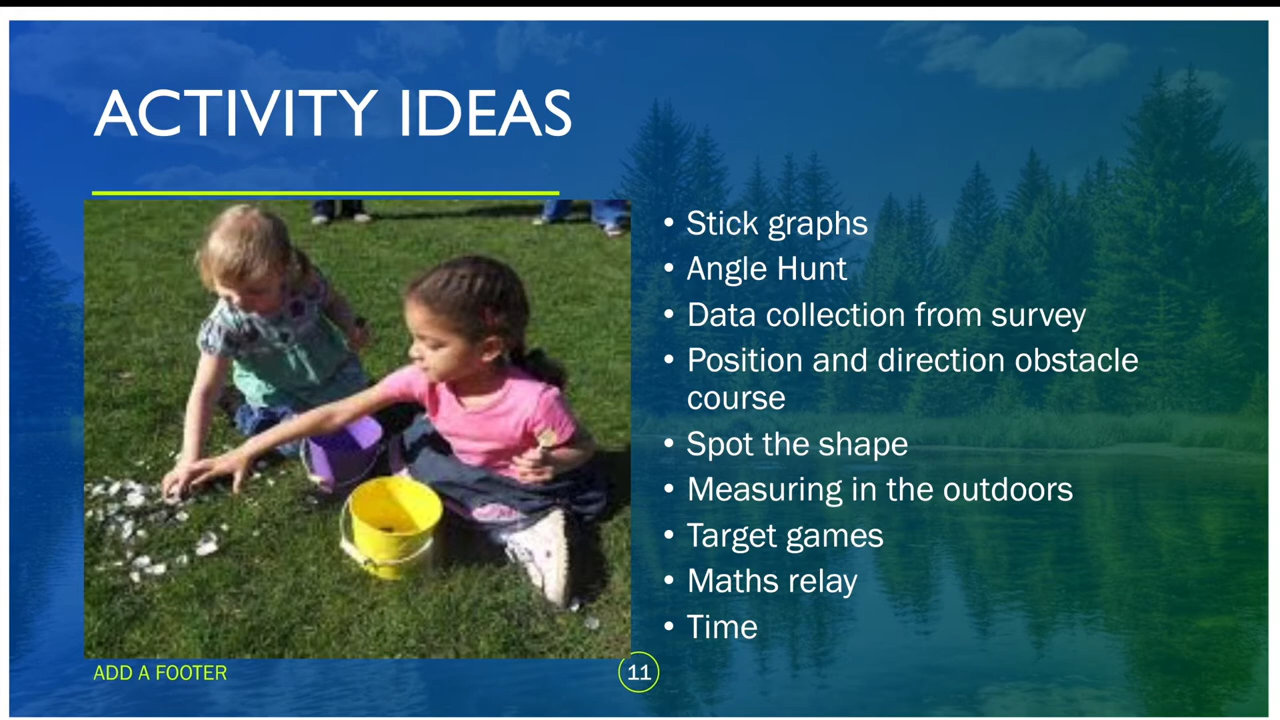 ACTIVITY IDEAS
• Stick graphs
• Angle Hunt
• Data collection from survey
• Position and direction obstacle
course
• Spot the shape
• Measuring in the outdoors
• Target games
• Maths relay
• Time
ADD A FOOTER
11